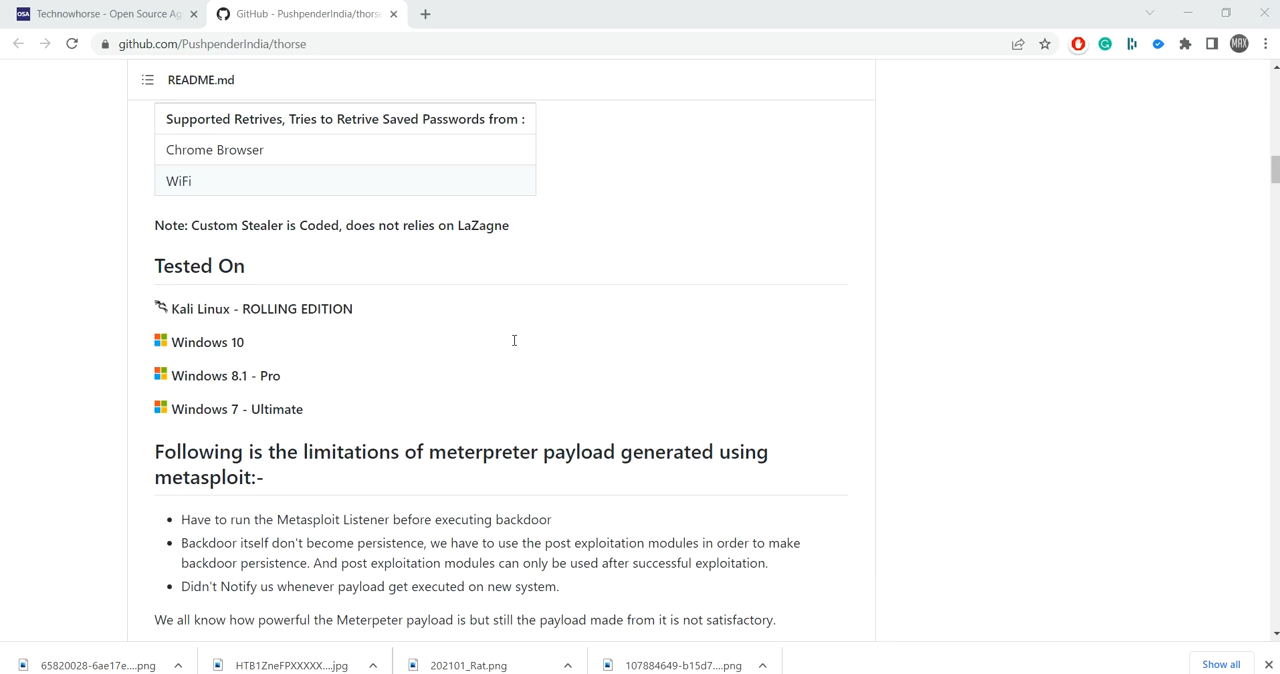 Technowhorse - Open Source Ag
GitHub - PushpenderIndia/thorse
github.com/PushpenderIndia/thorse
MAX
README.md
Supported Retrives, Tries to Retrive Saved Passwords from :
Chrome Browser
WiFi
Note: Custom Stealer is Coded, does not relies on LaZagne
Tested On
Kali Linux - ROLLING EDITION
Windows 10
Windows 8.1 - Pro
Windows 7 - Ultimate
Following is the limitations of meterpreter payload generated using
metasploit:-
Have to run the Metasploit Listener before executing backdoor
Backdoor itself don't become persistence, we have to use the post exploitation modules in order to make
backdoor persistence. And post exploitation modules can only be used after successful exploitation.
Didn't Notify us whenever payload get executed on new system.
We all know how powerful the Meterpeter payload is but still the payload made from it is not satisfactory.
65820028-6ae17e....png
HTB1ZneFPXXXXX....jpg
202101_Rat.png
107884649-b15d7....png
Show all